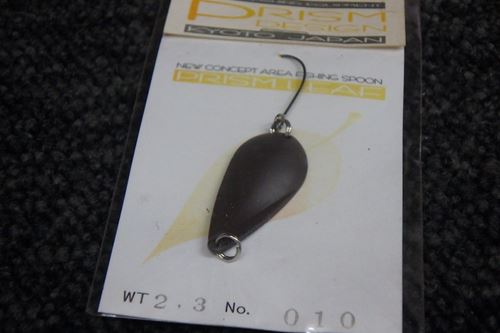 PRISM
DESIGN
KYOTO JAPAN
NEW CONCEPT AREA FISHING SPOON
PRISM LEAF
WT 2.3 No. 010